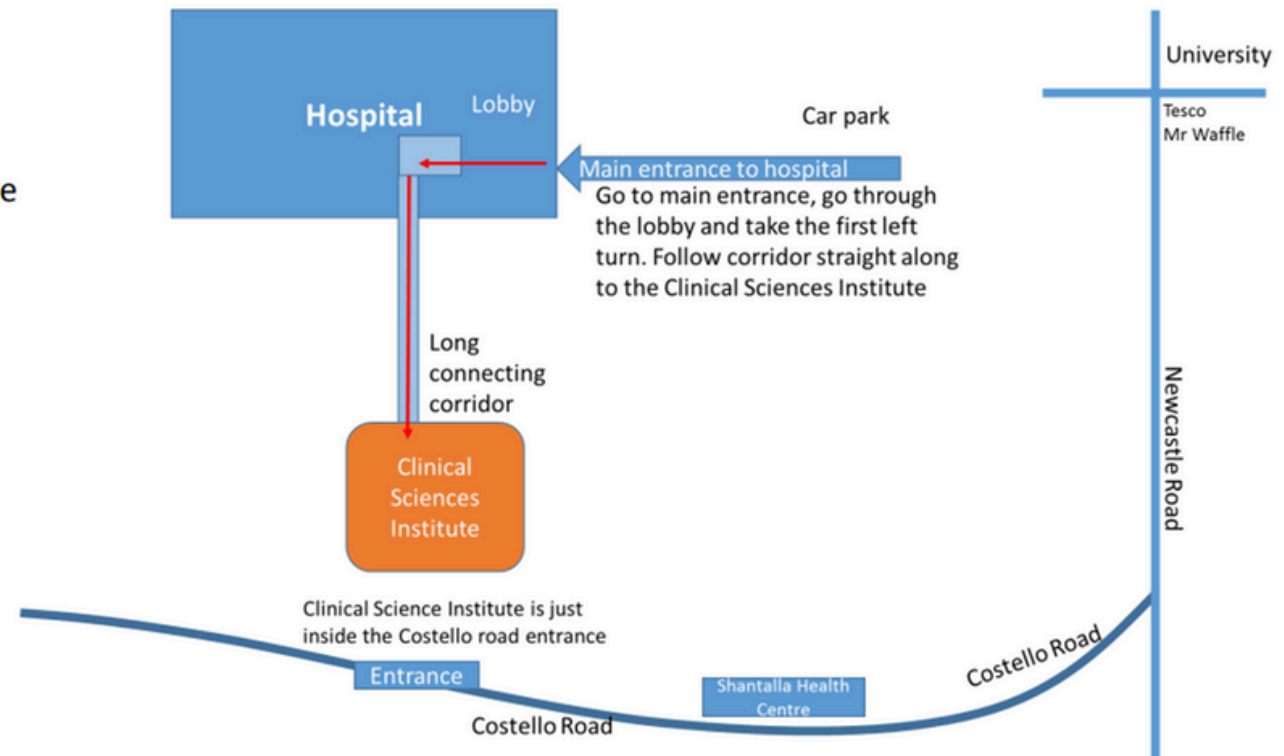 University
Tesco
Mr Waffle
Hospital
Lobby
Car park
Main entrance to hospital
Go to main entrance, go through
the lobby and take the first left
turn. Follow corridor straight along
to the Clinical Sciences Institute
e
Long
connecting
corridor
Newcastle Road
Clinical
Sciences
Institute
Clinical Science Institute is just
inside the Costello road entrance
Entrance
Costello Road
Shantalla Health
Centre
Costello Road